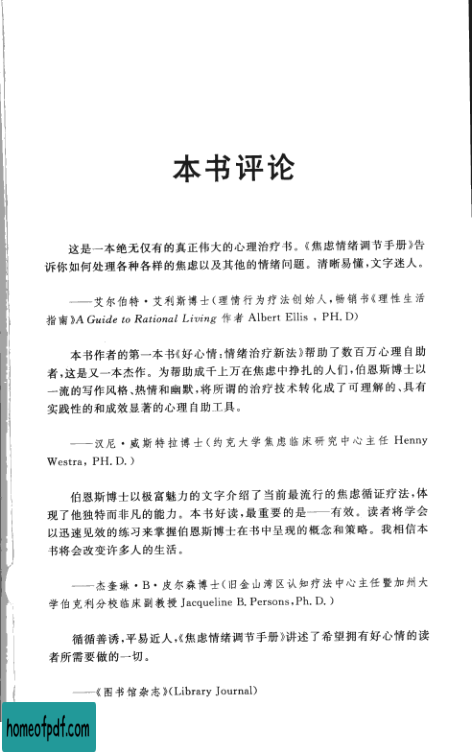 本书评论
这是一本绝无仅有的真正伟大的心理治疗书。《焦虑情绪调节手册》告
诉你如何处理各种各样的焦虑以及其他的情绪问题。清晰易懂，文字迷人。
——艾尔伯特·艾利斯博士(理情行为疗法创始人，畅销书《理性生活
指南》A Guide to Rational Living 作者 Albert Ellis , PH. D)
本书作者的第一本书《好心情：情绪治疗新法》帮助了数百万心理自助
者，这是又一本杰作。为帮助成千上万在焦虑中挣扎的人们，伯恩斯博士以
一流的写作风格、热情和幽默，将所谓的治疗技术转化成了可理解的、具有
实践性的和成效显著的心理自助工具。
——汉尼·威斯特拉博士(约克大学焦虑临床研究中心主任 Henny
Westra, PH. D. )
伯恩斯博士以极富魅力的文字介绍了当前最流行的焦虑循证疗法，体
现了他独特而非凡的能力。本书好读，最重要的是——有效。读者将学会
以迅速见效的练习来掌握伯恩斯博士在书中呈现的概念和策略。我相信本
书将会改变许多人的生活。
——杰奎琳·B·皮尔森博士(旧金山湾区认知疗法中心主任暨加州大
学伯克利分校临床副教授 Jacqueline B. Persons, Ph. D. )
循循善诱，平易近人，《焦虑情绪调节手册》讲述了希望拥有好心情的读
者所需要做的一切。
——《图书馆杂志》(Library Journal)
homeofpdf.com